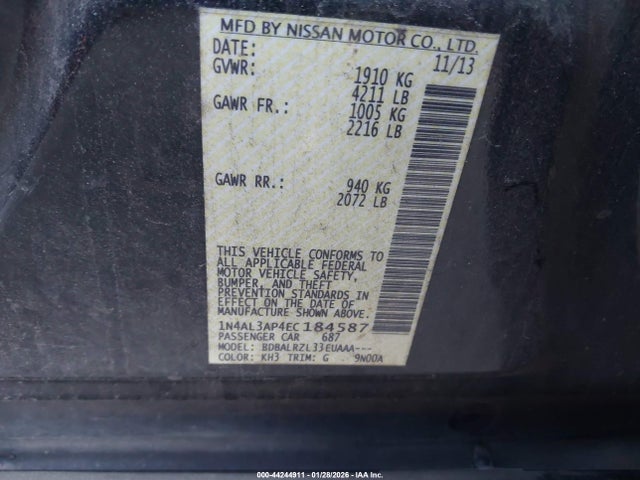 MFD BY NISSAN MOTOR CO., LTD.
DATE: 11/13
GVWR: 1910 KG
4211 LB
GAWR FR.: 1005 KG
2216 LB
GAWR RR.: 940 KG
2072 LB
THIS VEHICLE CONFORMS TO
ALL APPLICABLE FEDERAL
MOTOR VEHICLE SAFETY,
BUMPER, AND THEFT
PREVENTION STANDARDS IN
EFFECT ON THE DATE OF
MANUFACTURE SHOWN ABOVE.
1N4AL3AP4EC184587
PASSENGER CAR 687
MODEL: BDBALRZL33EUAAA---
COLOR: KH3 TRIM: G 9N00A
000-44244911 - 01/28/2026 - IAA Inc.